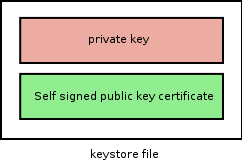 private key
Self signed public key certificate
keystore file